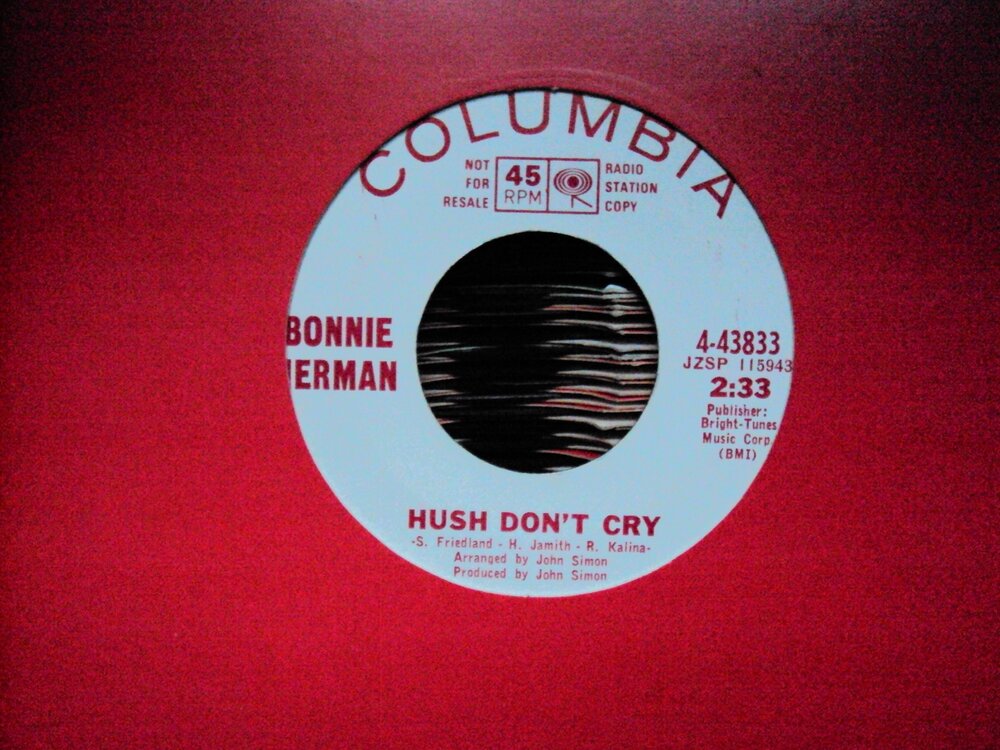 COLUMBIA
NOT
FOR
RESALE
45
RPM
RADIO
STATION
COPY
BONNIE
ERMAN
4-43833
JZSP 115943
2:33
Publisher:
Bright-Tunes
Music Corp
(BMI)
HUSH DON'T CRY
-S. Friedland - H. Jamith - R. Kalina-
Arranged by John Simon
Produced by John Simon